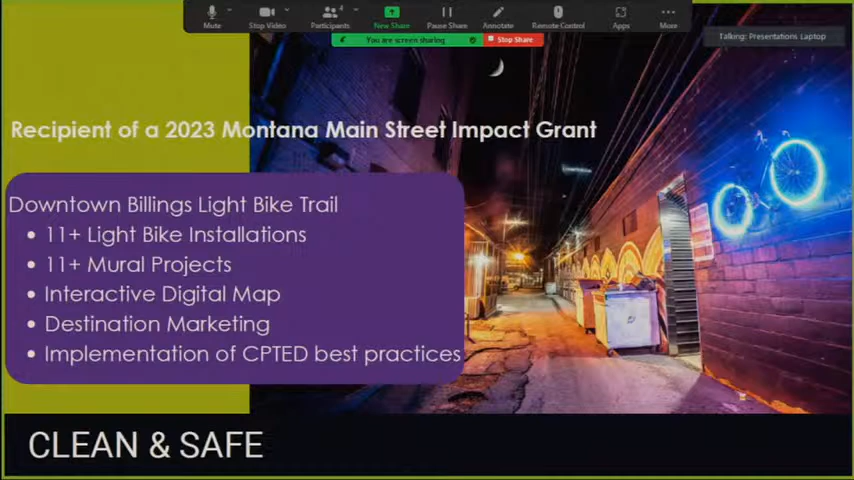 Mute
Stop Video
Participants
4
New Share
Pause Share
Annotate
Remote Control
Apps
More
You are screen sharing
Stop Share
Talking: Presentations Laptop
Recipient of a 2023 Montana Main Street Impact Grant
Downtown Billings Light Bike Trail
• 11+ Light Bike Installations
• 11+ Mural Projects
• Interactive Digital Map
• Destination Marketing
• Implementation of CPTED best practices
CLEAN & SAFE